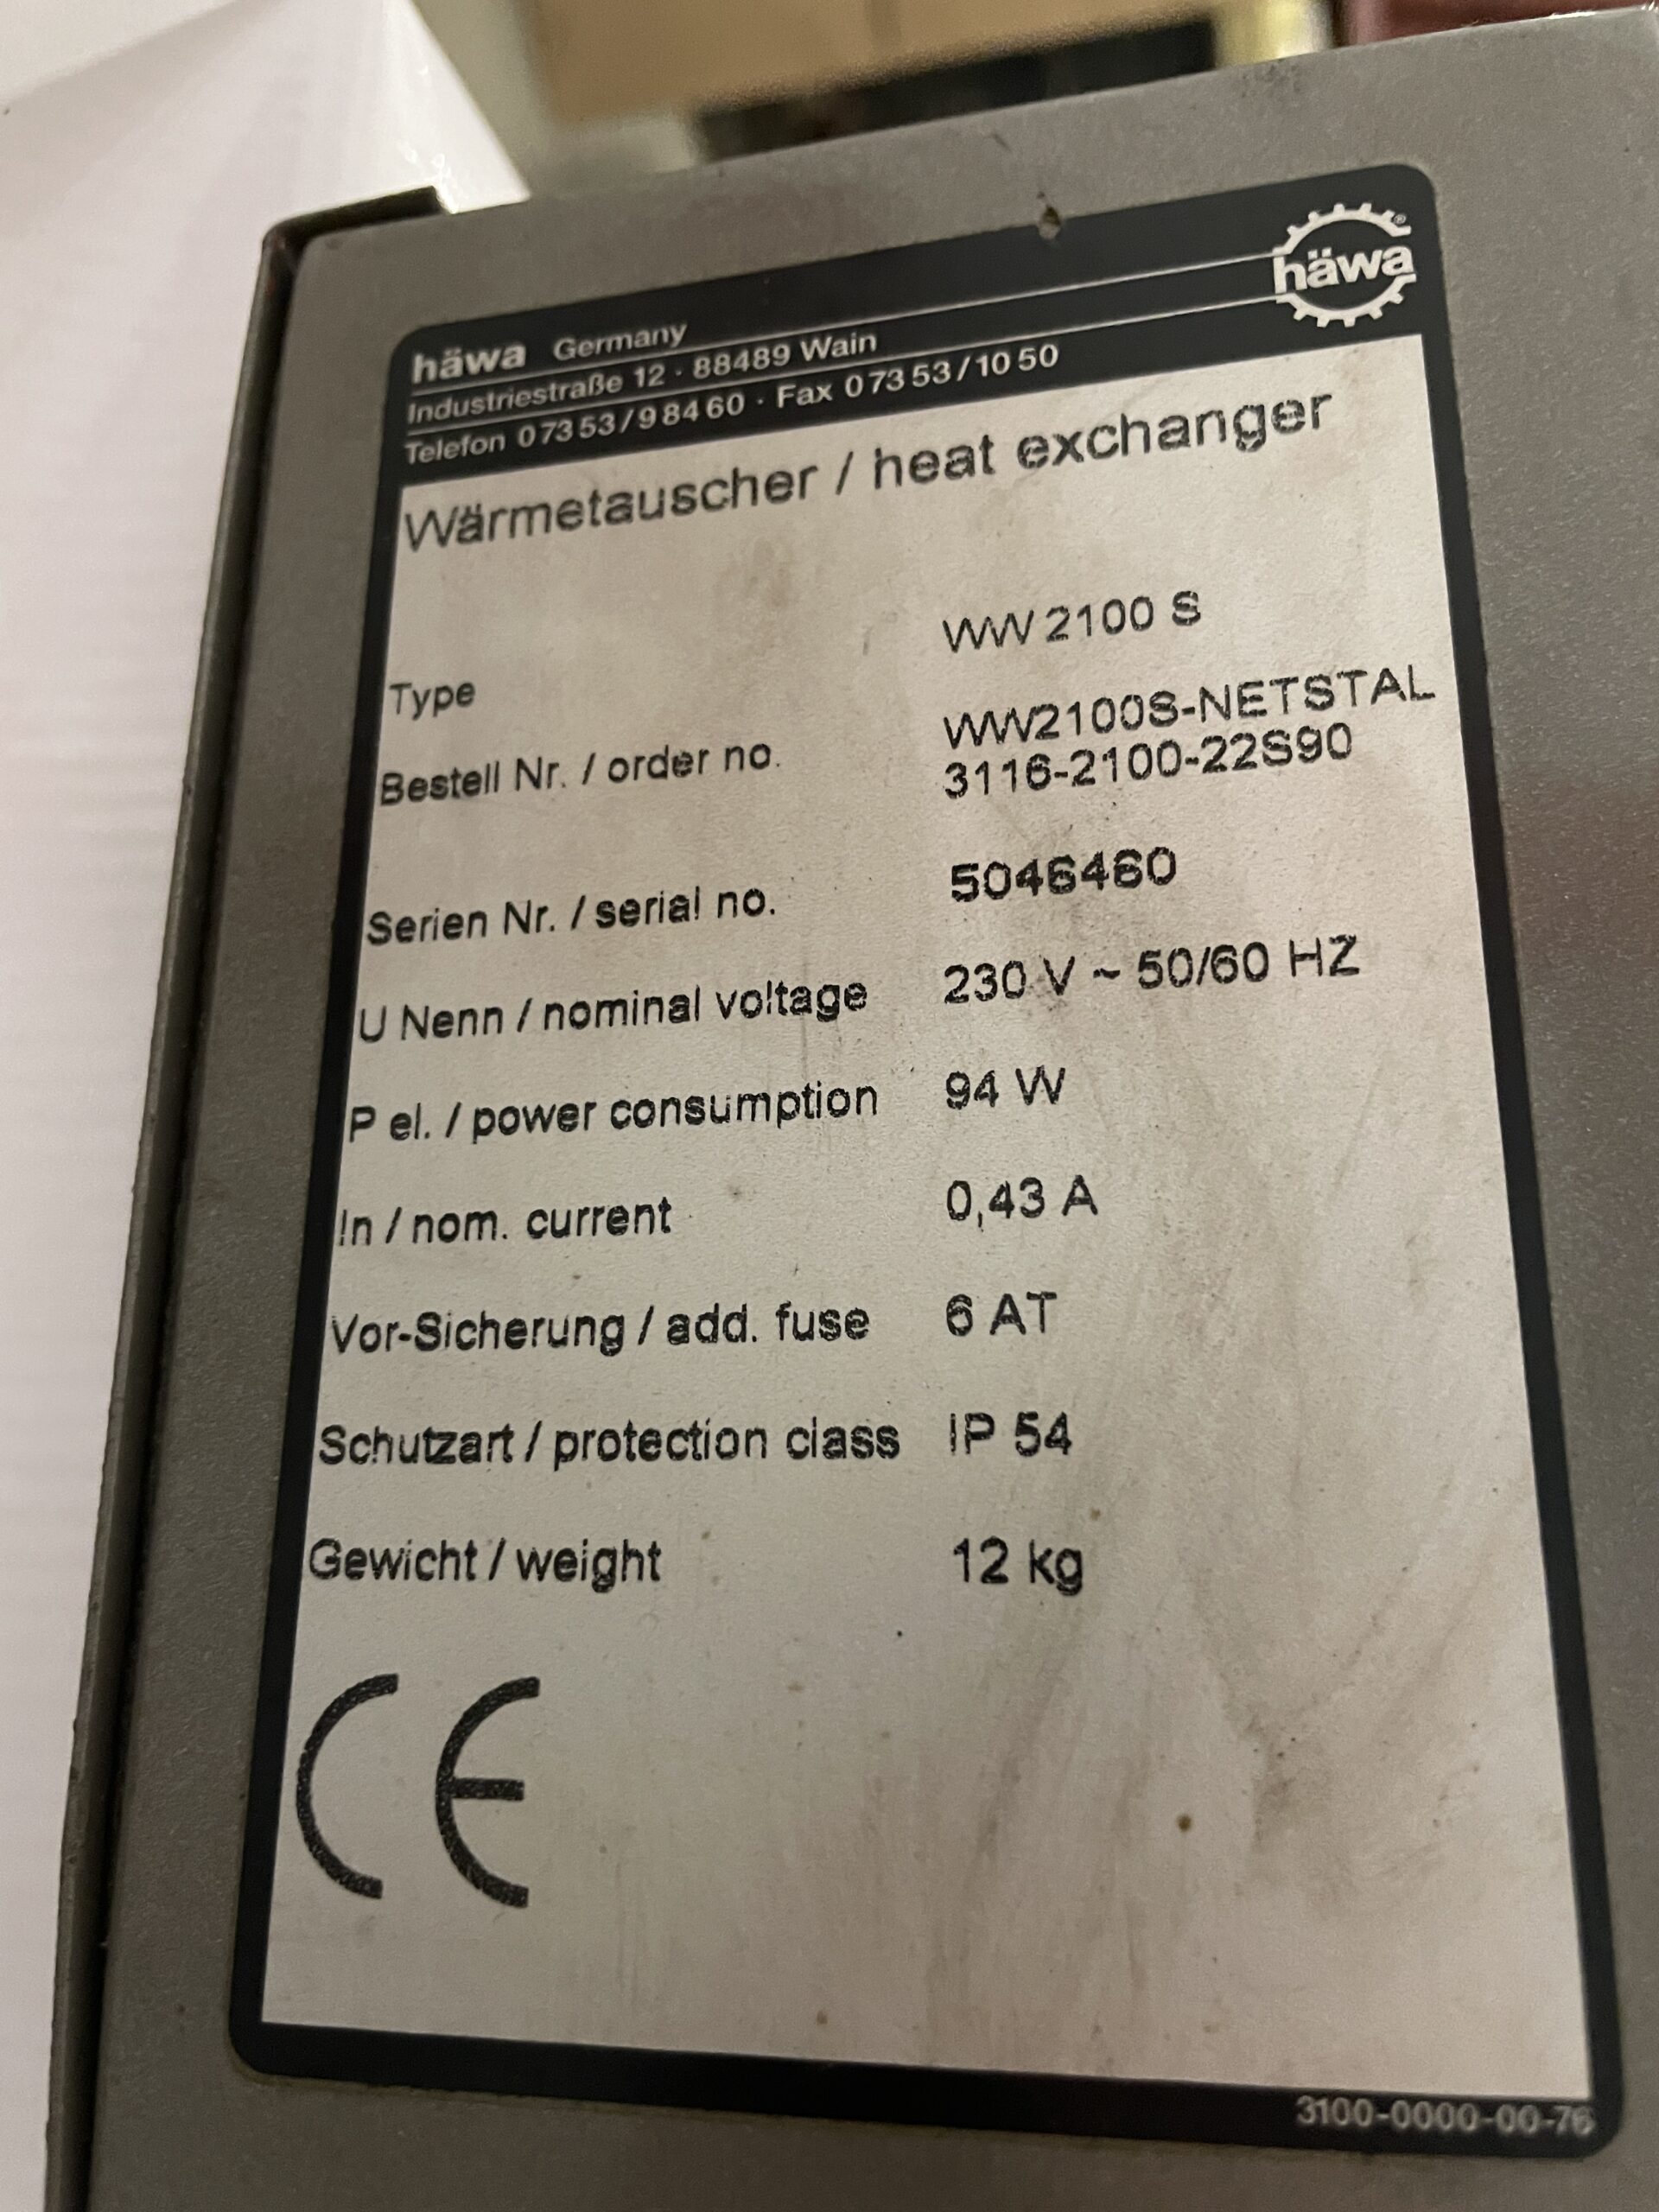 häwa Germany
Industriestraße 12 · 88489 Wain
Telefon 0 73 53 / 9 84 60 · Fax 0 73 53 / 10 50
häwa®
Wärmetauscher / heat exchanger
Type WW 2100 S
Bestell Nr. / order no. WW2100S-NETSTAL
3116-2100-22S90
Serien Nr. / serial no. 5046460
U Nenn / nominal voltage 230 V ~ 50/60 HZ
P el. / power consumption 94 W
In / nom. current 0,43 A
Vor-Sicherung / add. fuse 6 AT
Schutzart / protection class IP 54
Gewicht / weight 12 kg
CE
3100-0000-00-76